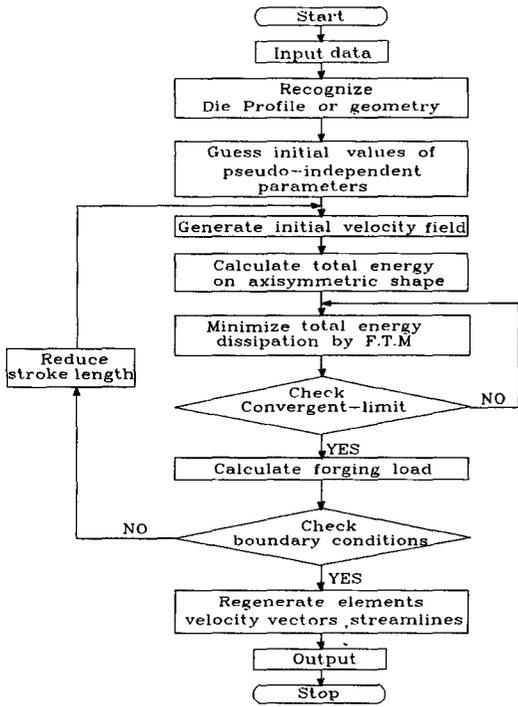 Start
Input data
Recognize
Die Profile or geometry
Guess initial values of
pseudo-independent
parameters
Generate initial velocity field
Calculate total energy
on axisymmetric shape
Minimize total energy
dissipation by F.T.M
Reduce
stroke length
Check
Convergent-limit
NO
YES
Calculate forging load
NO
Check
boundary conditions
YES
Regenerate elements
velocity vectors ,streamlines
Output
Stop